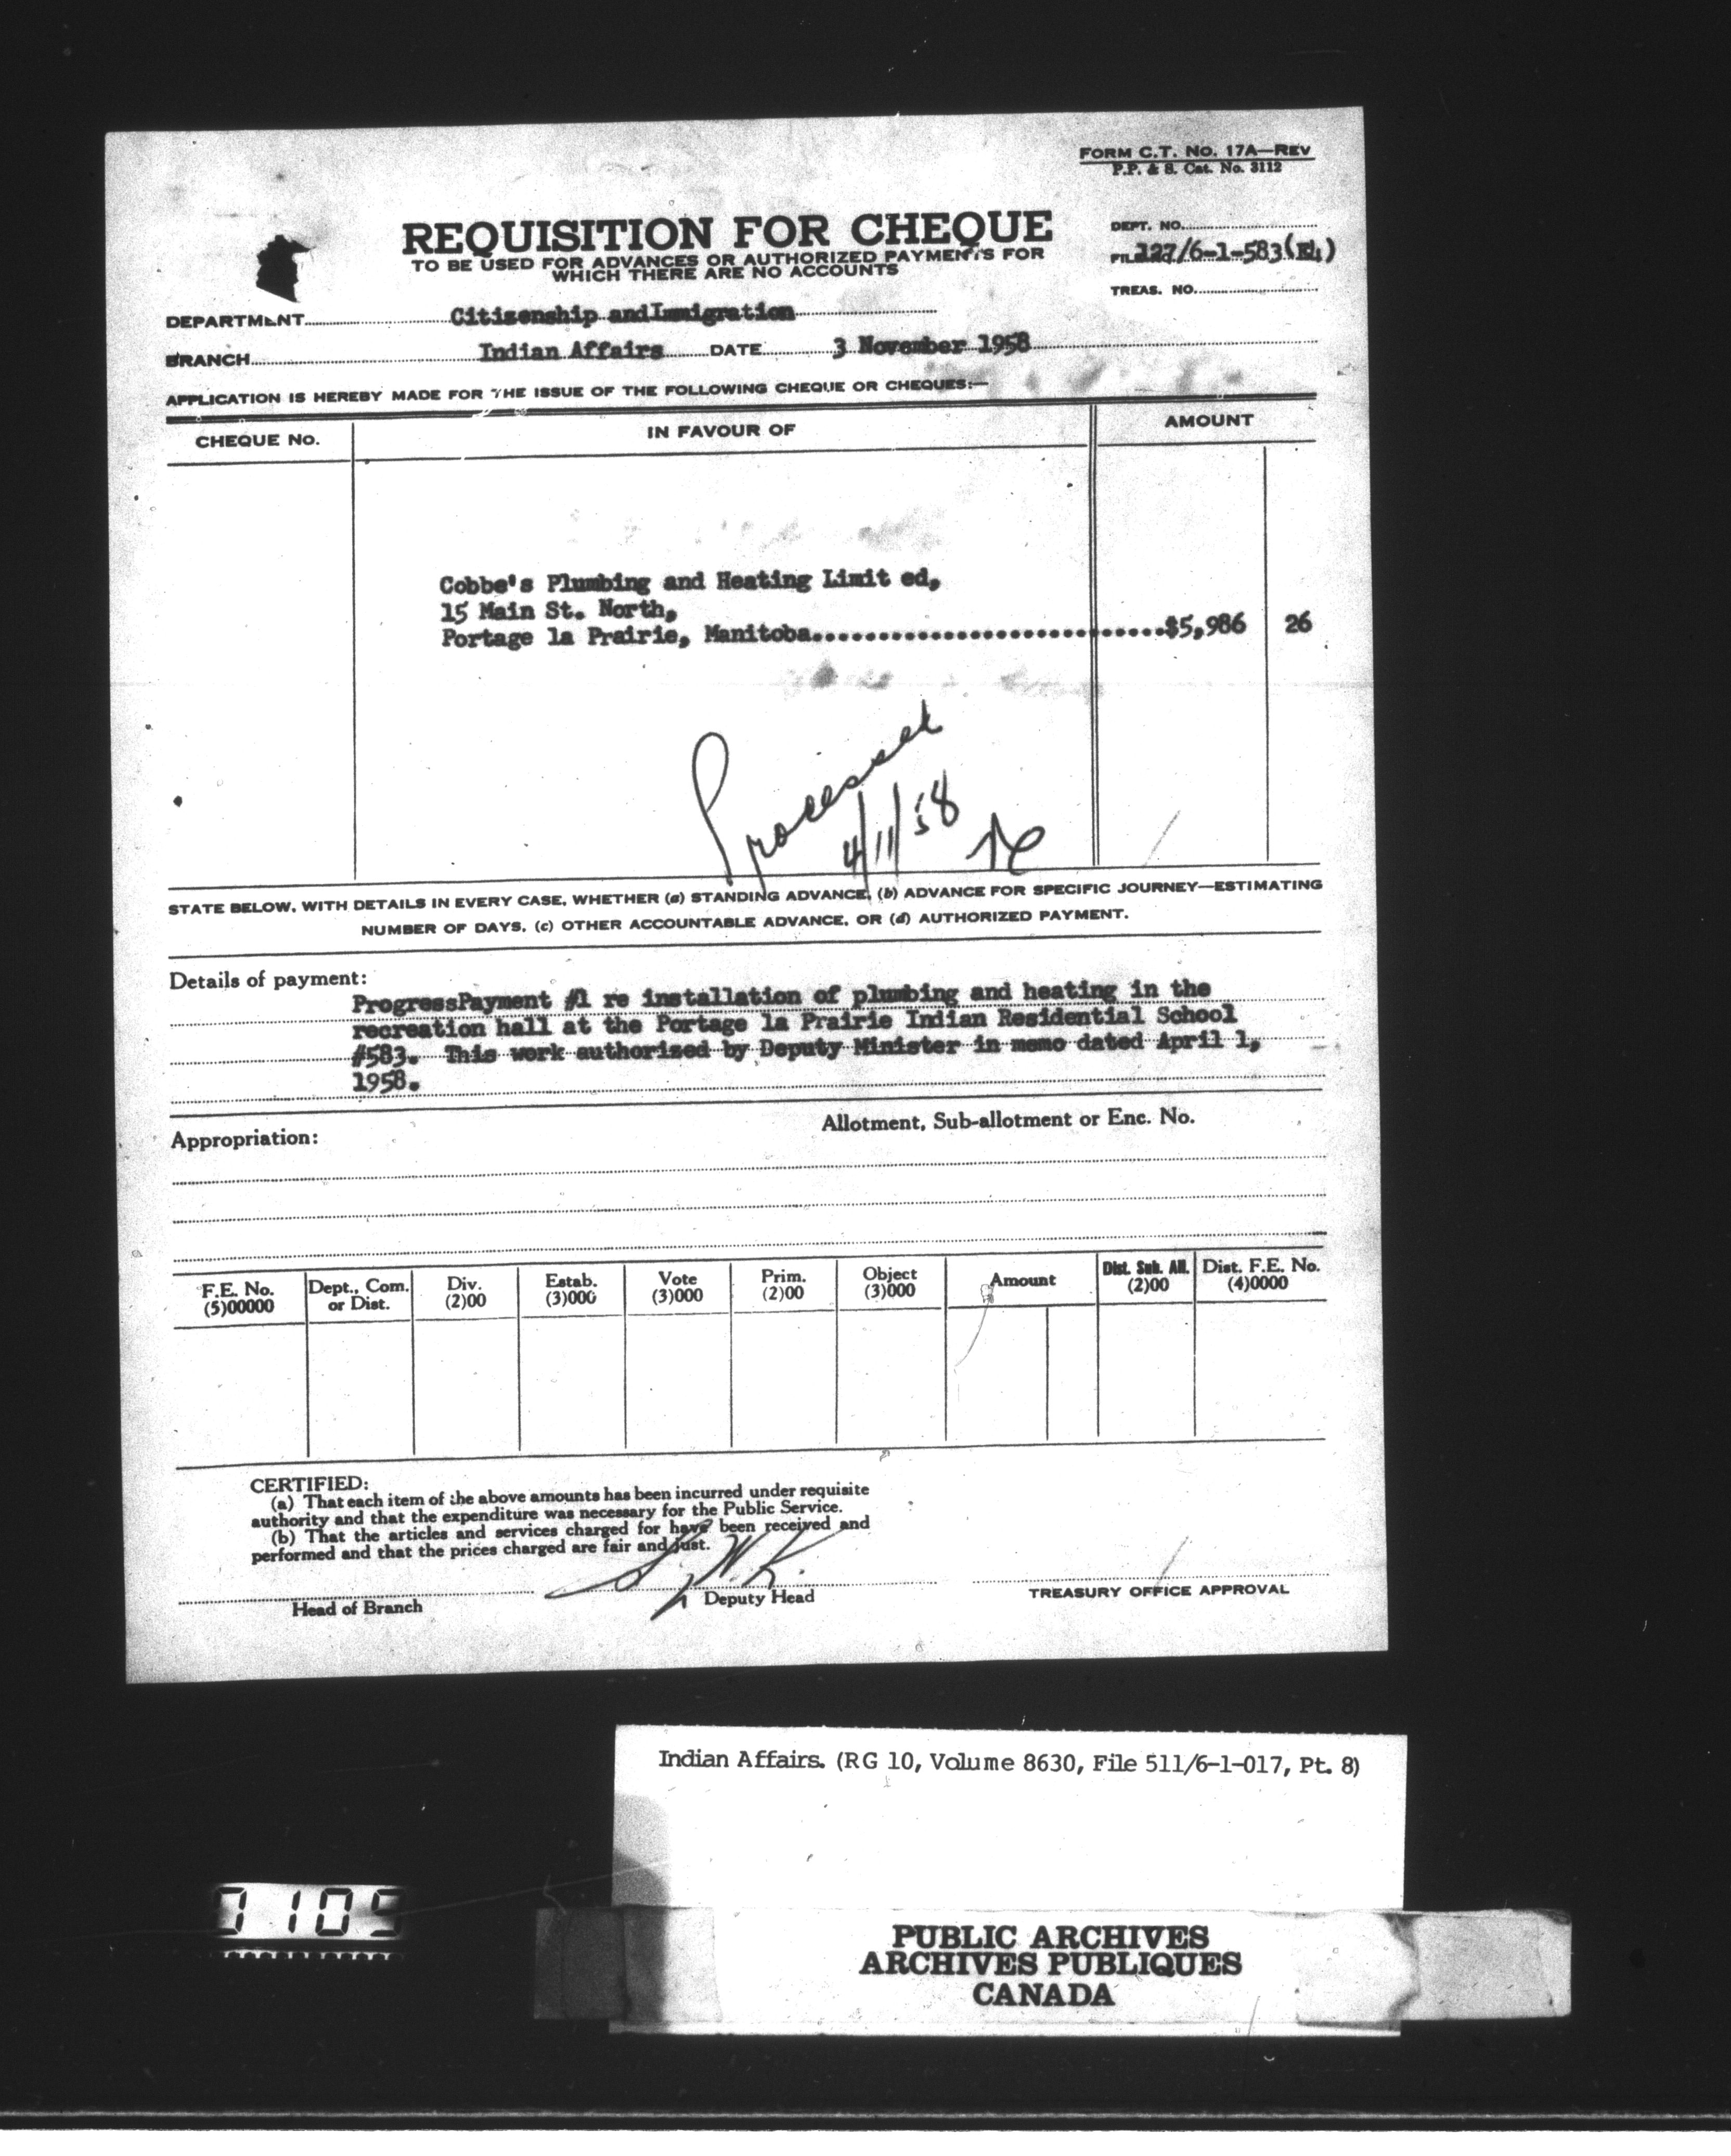 FORM C.T. No. 17A—REV
P.P. & S. Cat. No. 3112
REQUISITION FOR CHEQUE
TO BE USED FOR ADVANCES OR AUTHORIZED PAYMENTS FOR
WHICH THERE ARE NO ACCOUNTS
DEPT. NO.
127/6-1-583(E4)
TREAS. NO.
DEPARTMENT Citizenship andImmigration
BRANCH Indian Affairs DATE 3 November 1958
APPLICATION IS HEREBY MADE FOR THE ISSUE OF THE FOLLOWING CHEQUE OR CHEQUES:—
CHEQUE No. IN FAVOUR OF AMOUNT
Cobbe's Plumbing and Heating Limit ed,
15 Main St. North,
Portage la Prairie, Manitoba..............................$5,986 26
Processed
4/11/58
STATE BELOW, WITH DETAILS IN EVERY CASE, WHETHER (a) STANDING ADVANCE, (b) ADVANCE FOR SPECIFIC JOURNEY—ESTIMATING
NUMBER OF DAYS, (c) OTHER ACCOUNTABLE ADVANCE, OR (d) AUTHORIZED PAYMENT.
Details of payment:
ProgressPayment #1 re installation of plumbing and heating in the
recreation hall at the Portage la Prairie Indian Residential School
#583. This work authorized by Deputy Minister in memo dated April 1,
1958.
Appropriation: Allotment, Sub-allotment or Enc. No.
F.E. No. Dept., Com. Div. Estab. Vote Prim. Object Amount Dist. Sub. All. Dist. F.E. No.
(5)00000 or Dist. (2)00 (3)000 (3)000 (2)00 (3)000 (2)00 (4)0000
CERTIFIED:
(a) That each item of the above amounts has been incurred under requisite
authority and that the expenditure was necessary for the Public Service.
(b) That the articles and services charged for have been received and
performed and that the prices charged are fair and just.
Head of Branch Deputy Head TREASURY OFFICE APPROVAL
Indian Affairs. (RG 10, Volume 8630, File 511/6-1-017, Pt. 8)
0105
PUBLIC ARCHIVES
ARCHIVES PUBLIQUES
CANADA